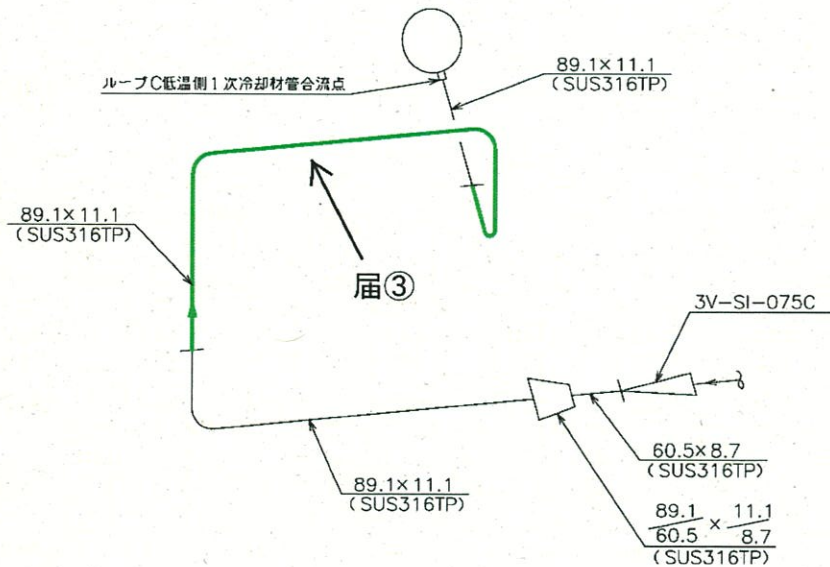 ループC低温側1次冷却材管合流点
89.1×11.1
(SUS316TP)
89.1×11.1
(SUS316TP)
届③
3V-SI-075C
60.5×8.7
(SUS316TP)
89.1×11.1
(SUS316TP)
89.1/60.5 × 11.1/8.7
(SUS316TP)